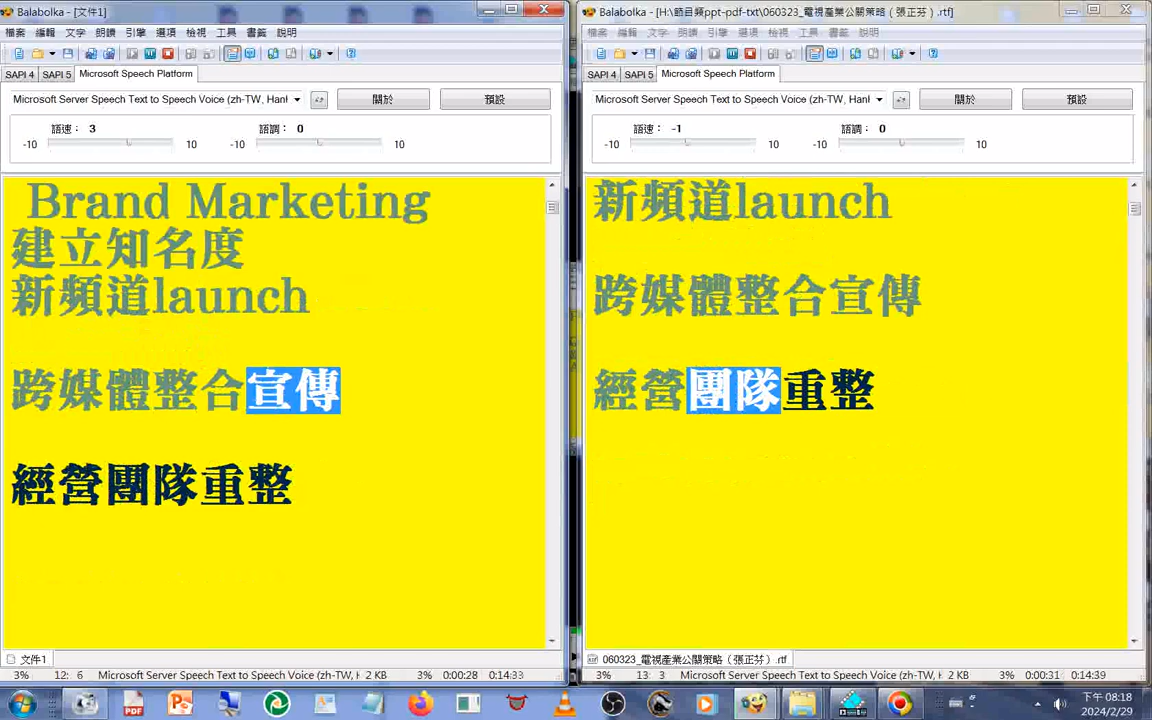 Balabolka - [文件1]
檔案 編輯 文字 朗讀 引擎 選項 檢視 工具 書籤 說明
SAPI 4 SAPI 5 Microsoft Speech Platform
Microsoft Server Speech Text to Speech Voice (zh-TW, Hanl
關於 預設
語速： 3 語調： 0
-10 10 -10 10
Brand Marketing
建立知名度
新頻道launch
跨媒體整合宣傳
經營團隊重整
文件1
3% 12: 6 Microsoft Server Speech Text to Speech Voice (zh-TW, H 2 KB 3% 0:00:28 0:14:33
Balabolka - [H:\節目類ppt-pdf-txt\060323_電視產業公關策略（張正芬）.rtf]
檔案 編輯 文字 朗讀 引擎 選項 檢視 工具 書籤 說明
SAPI 4 SAPI 5 Microsoft Speech Platform
Microsoft Server Speech Text to Speech Voice (zh-TW, Hanl
關於 預設
語速： -1 語調： 0
-10 10 -10 10
新頻道launch
跨媒體整合宣傳
經營團隊重整
060323_電視產業公關策略（張正芬）.rtf
3% 13: 3 Microsoft Server Speech Text to Speech Voice (zh-TW, H 2 KB 3% 0:00:31 0:14:39
下午 08:18
2024/2/29